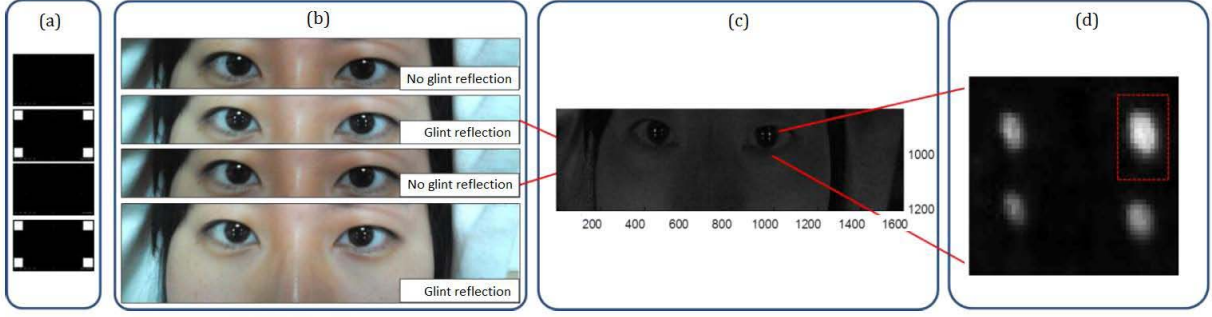 (a)
(b)
No glint reflection
Glint reflection
No glint reflection
Glint reflection
(c)
1000
1200
200 400 600 800 1000 1200 1400 1600
(d)